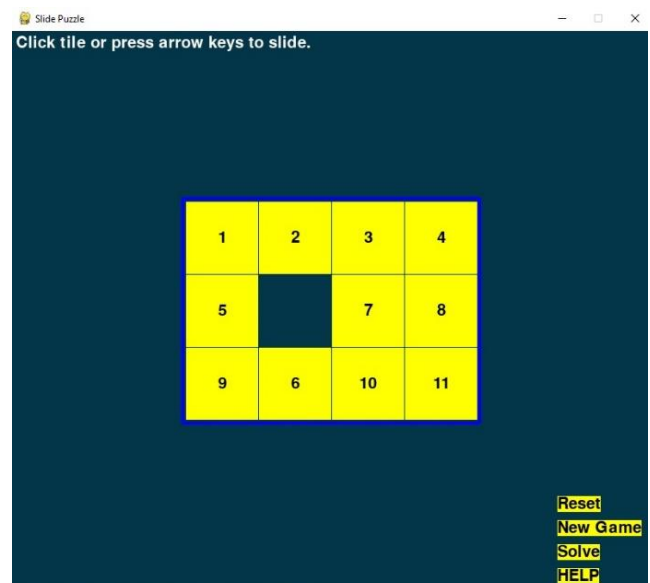 Slide Puzzle
Click tile or press arrow keys to slide.
1 2 3 4
5 7 8
9 6 10 11
Reset
New Game
Solve
HELP